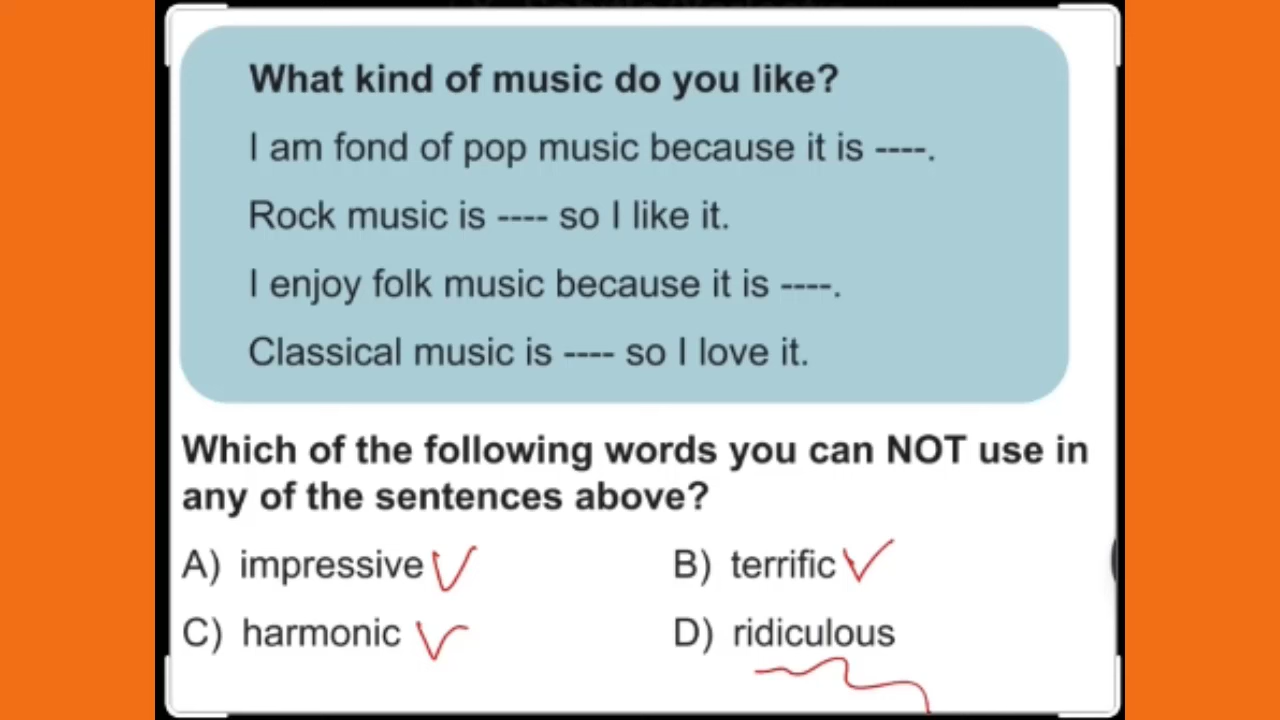 What kind of music do you like?
I am fond of pop music because it is ----.
Rock music is ---- so I like it.
I enjoy folk music because it is ----.
Classical music is ---- so I love it.
Which of the following words you can NOT use in
any of the sentences above?
A) impressive
B) terrific
C) harmonic
D) ridiculous